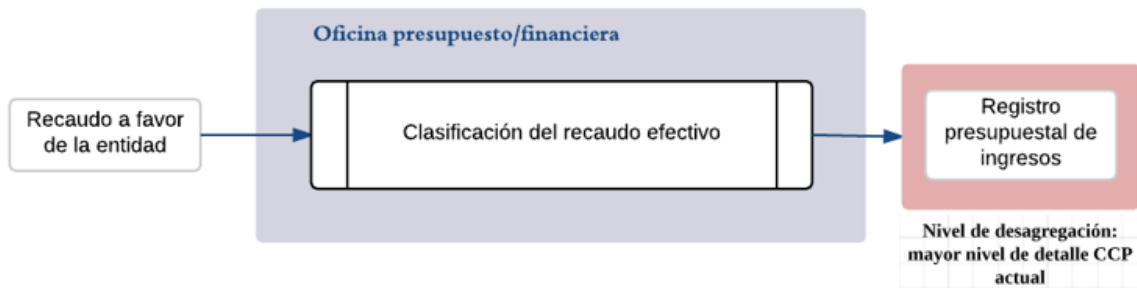 Oficina presupuesto/financiera
Recaudo a favor
de la entidad
Clasificación del recaudo efectivo
Registro
presupuestal de
ingresos
Nivel de desagregación:
mayor nivel de detalle CCP
actual